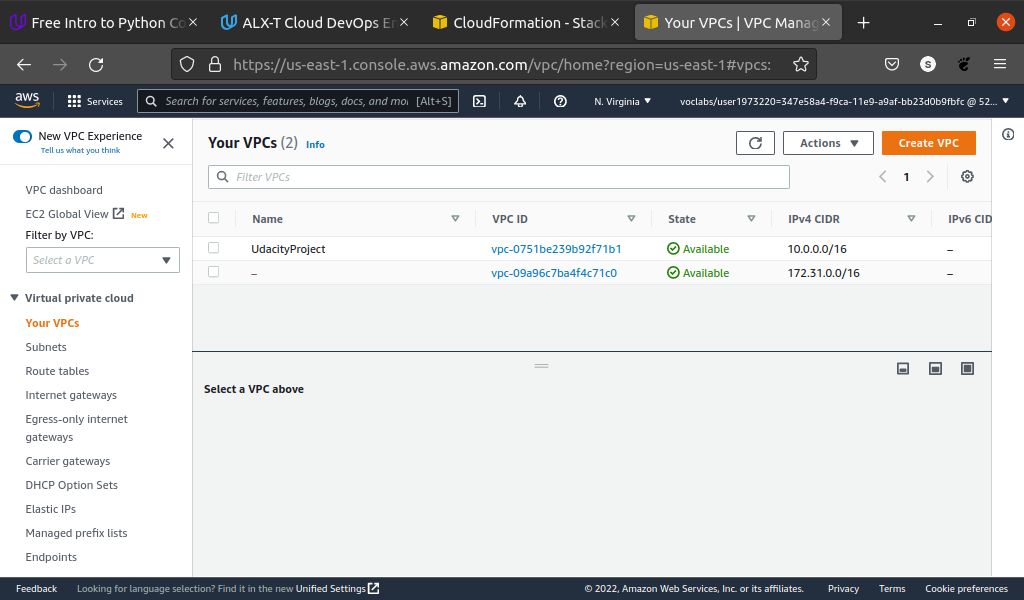 Free Intro to Python Co
ALX-T Cloud DevOps En
CloudFormation - Stack
Your VPCs | VPC Manag
https://us-east-1.console.aws.amazon.com/vpc/home?region=us-east-1#vpcs:
S
aws
Services
Search for services, features, blogs, docs, and mo [Alt+S]
N. Virginia
voclabs/user1973220=347e58a4-f9ca-11e9-a9af-bb23d0b9fbfc @ 52...
New VPC Experience
Tell us what you think
VPC dashboard
EC2 Global View New
Filter by VPC:
Select a VPC
Virtual private cloud
Your VPCs
Subnets
Route tables
Internet gateways
Egress-only internet
gateways
Carrier gateways
DHCP Option Sets
Elastic IPs
Managed prefix lists
Endpoints
Your VPCs (2) Info
Actions
Create VPC
Filter VPCs
1
Name VPC ID State IPv4 CIDR IPv6 CID
UdacityProject vpc-0751be239b92f71b1 Available 10.0.0.0/16 –
– vpc-09a96c7ba4f4c71c0 Available 172.31.0.0/16 –
Select a VPC above
Feedback Looking for language selection? Find it in the new Unified Settings © 2022, Amazon Web Services, Inc. or its affiliates. Privacy Terms Cookie preferences